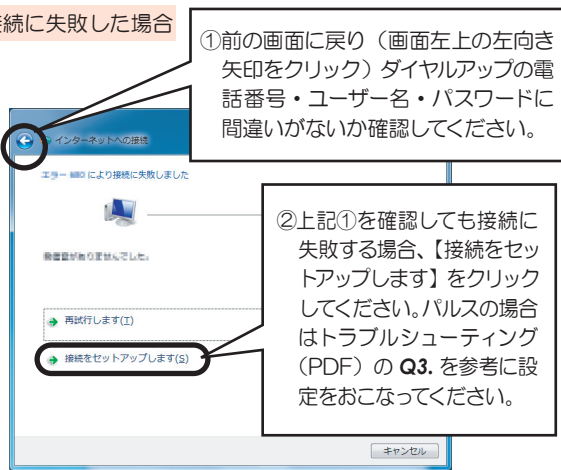 接続に失敗した場合
①前の画面に戻り（画面左上の左向き
矢印をクリック）ダイヤルアップの電
話番号・ユーザー名・パスワードに
間違いがないか確認してください。
インターネットへの接続
エラー により接続に失敗しました
②上記①を確認しても接続に
失敗する場合、【接続をセッ
トアップします】をクリック
してください。パルスの場合
はトラブルシューティング
（PDF）の Q3. を参考に設
定をおこなってください。
再試行します(T)
接続をセットアップします(S)
キャンセル